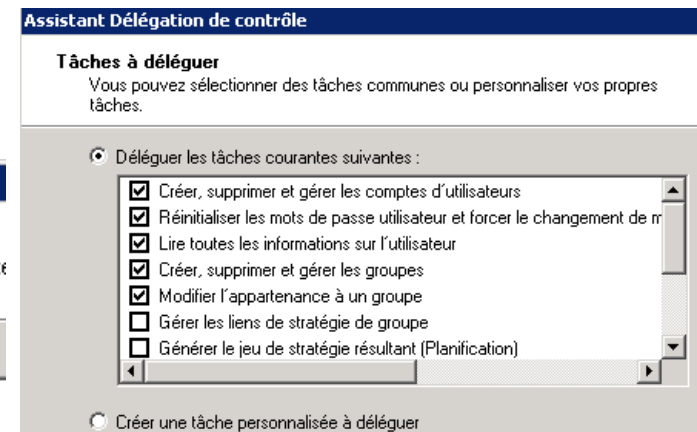 Assistant Délégation de contrôle
Tâches à déléguer
Vous pouvez sélectionner des tâches communes ou personnaliser vos propres
tâches.
Déléguer les tâches courantes suivantes :
Créer, supprimer et gérer les comptes d'utilisateurs
Réinitialiser les mots de passe utilisateur et forcer le changement de m
Lire toutes les informations sur l'utilisateur
Créer, supprimer et gérer les groupes
Modifier l'appartenance à un groupe
Gérer les liens de stratégie de groupe
Générer le jeu de stratégie résultant (Planification)
Créer une tâche personnalisée à déléguer